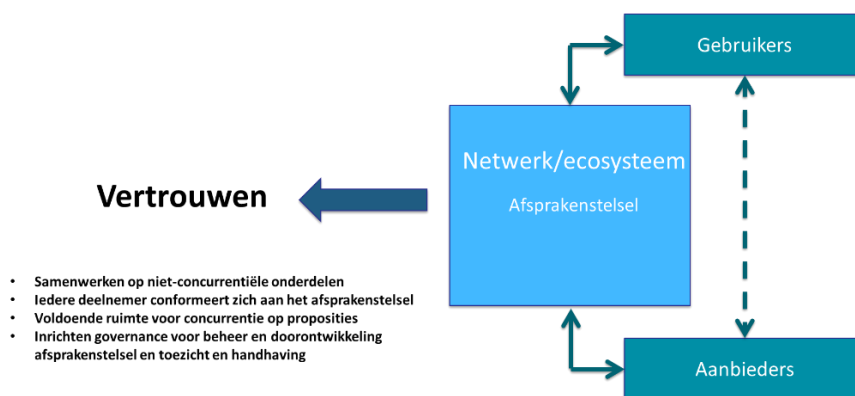 Gebruikers
Netwerk/ecosysteem
Afsprakenstelsel
Vertrouwen
• Samenwerken op niet-concurrentiële onderdelen
• Iedere deelnemer conformeert zich aan het afsprakenstelsel
• Voldoende ruimte voor concurrentie op proposities
• Inrichten governance voor beheer en doorontwikkeling
afsprakenstelsel en toezicht en handhaving
Aanbieders